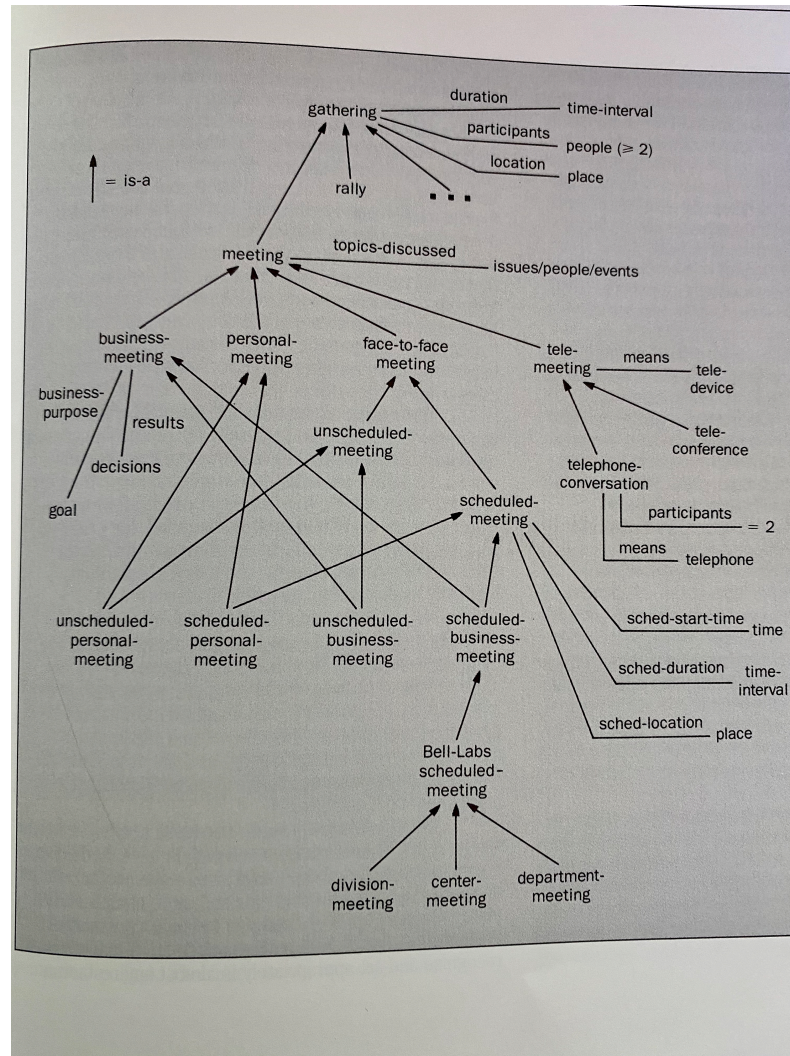 duration
gathering
time-interval
participants
people (⩾ 2)
location
place
= is-a
rally
...
meeting
topics-discussed
issues/people/events
business-
meeting
personal-
meeting
face-to-face
meeting
tele-
meeting
means
tele-
device
business-
purpose
results
decisions
goal
unscheduled-
meeting
tele-
conference
telephone-
conversation
scheduled-
meeting
participants
= 2
means
telephone
unscheduled-
personal-
meeting
scheduled-
personal-
meeting
unscheduled-
business-
meeting
scheduled-
business-
meeting
sched-start-time
time
sched-duration
time-
interval
sched-location
place
Bell-Labs
scheduled-
meeting
division-
meeting
center-
meeting
department-
meeting